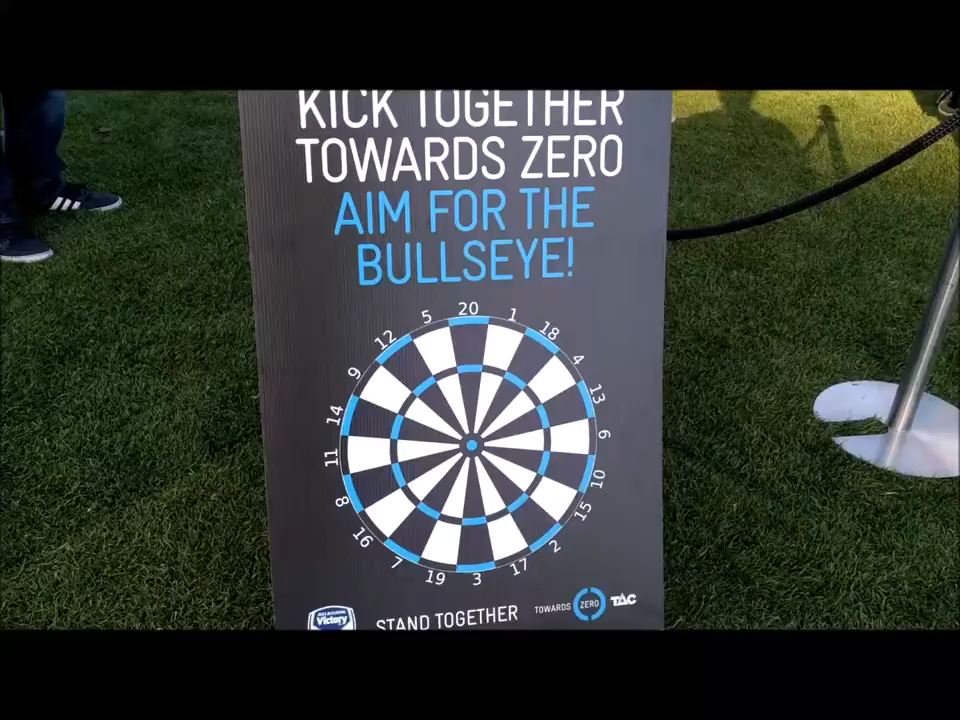 KICK TOGETHER
TOWARDS ZERO
AIM FOR THE
BULLSEYE!
20
1
18
4
13
6
10
15
2
17
3
19
7
16
8
11
14
9
12
5
Victory
STAND TOGETHER
TOWARDS ZERO TAC